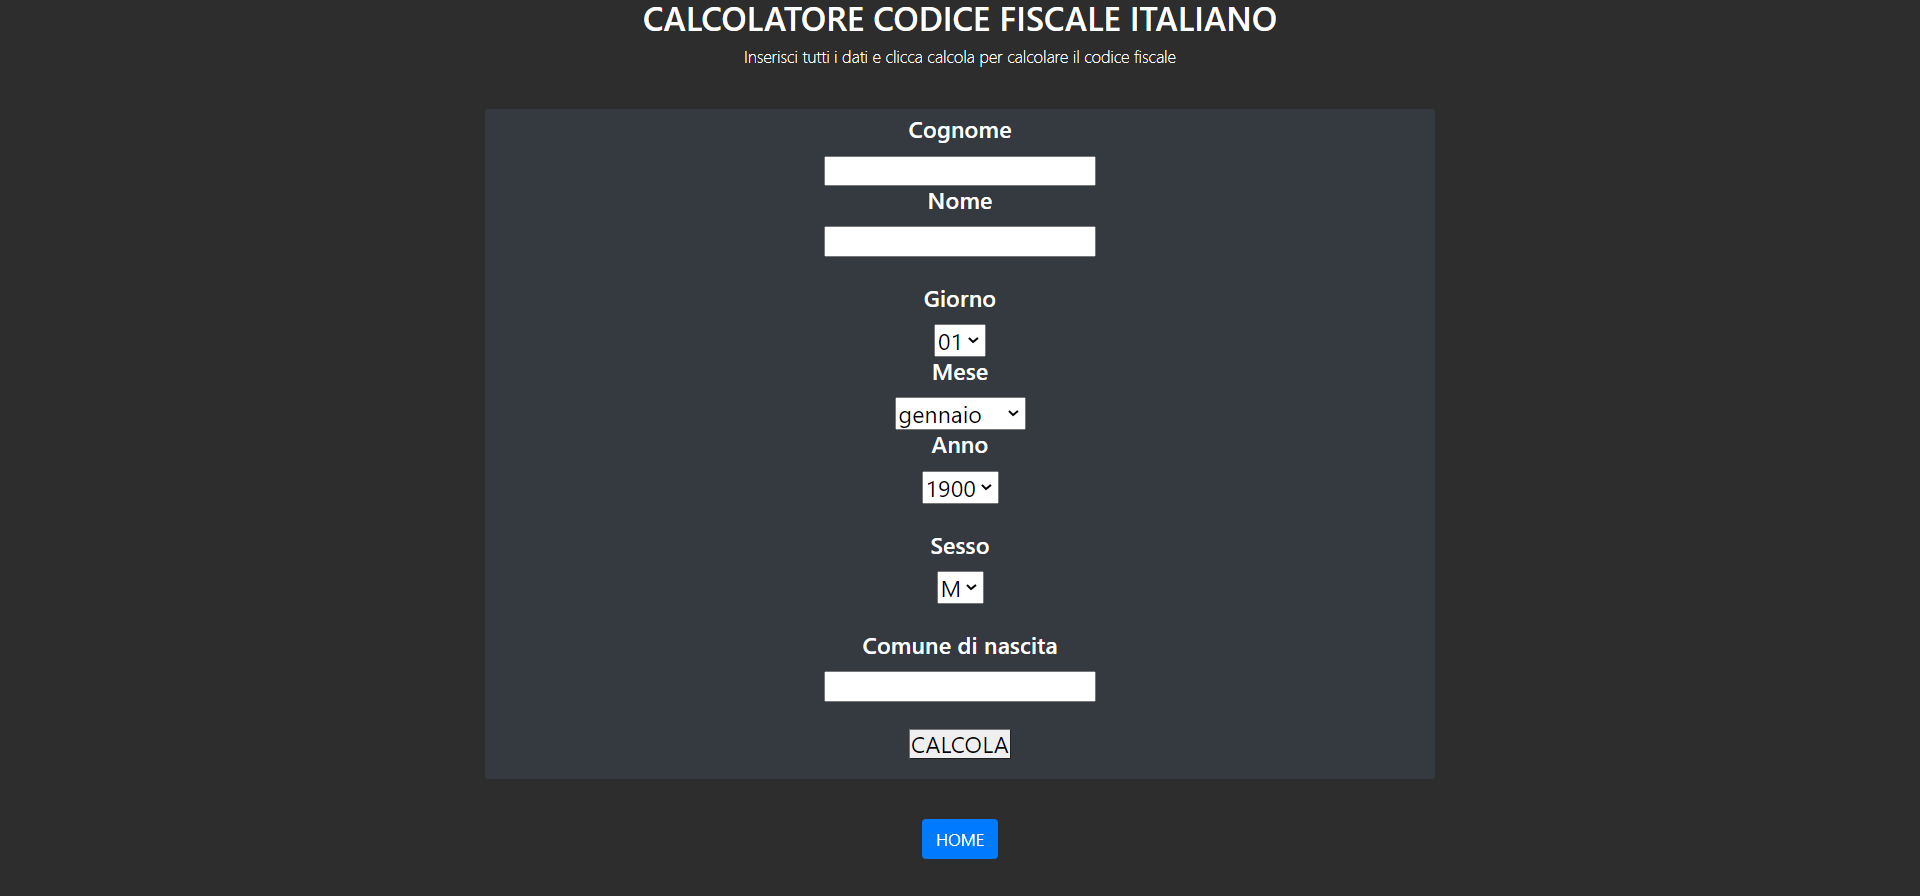 CALCOLATORE CODICE FISCALE ITALIANO
Inserisci tutti i dati e clicca calcola per calcolare il codice fiscale
Cognome
Nome
Giorno
01
Mese
gennaio
Anno
1900
Sesso
M
Comune di nascita
CALCOLA
HOME